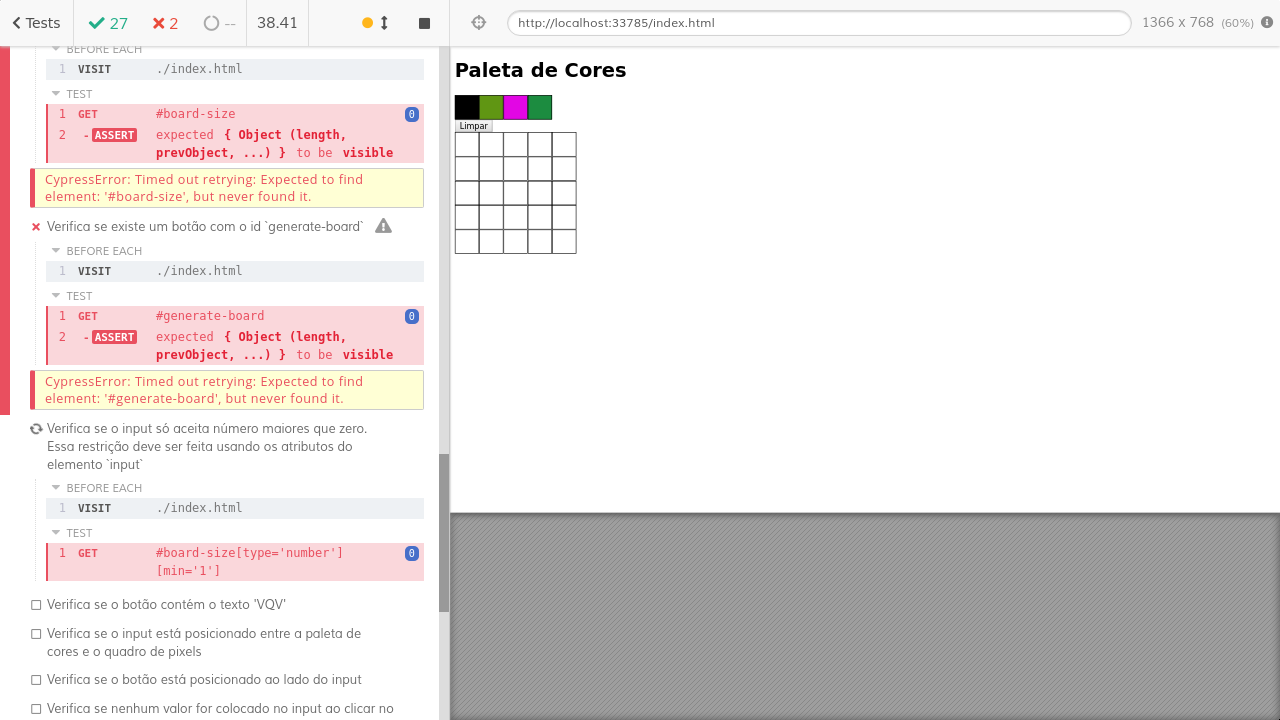 Tests
27
2
--
38.41
http://localhost:33785/index.html
1366 x 768 (60%)
BEFORE EACH
1 VISIT ./index.html
TEST
1 GET #board-size 0
2 -ASSERT expected { Object (length,
prevObject, ...) } to be visible
CypressError: Timed out retrying: Expected to find
element: '#board-size', but never found it.
Verifica se existe um botão com o id `generate-board`
BEFORE EACH
1 VISIT ./index.html
TEST
1 GET #generate-board 0
2 -ASSERT expected { Object (length,
prevObject, ...) } to be visible
CypressError: Timed out retrying: Expected to find
element: '#generate-board', but never found it.
Verifica se o input só aceita número maiores que zero.
Essa restrição deve ser feita usando os atributos do
elemento `input`
BEFORE EACH
1 VISIT ./index.html
TEST
1 GET #board-size[type='number'] 0
[min='1']
Verifica se o botão contém o texto 'VQV'
Verifica se o input está posicionado entre a paleta de
cores e o quadro de pixels
Verifica se o botão está posicionado ao lado do input
Verifica se nenhum valor for colocado no input ao clicar no
Paleta de Cores
Limpar